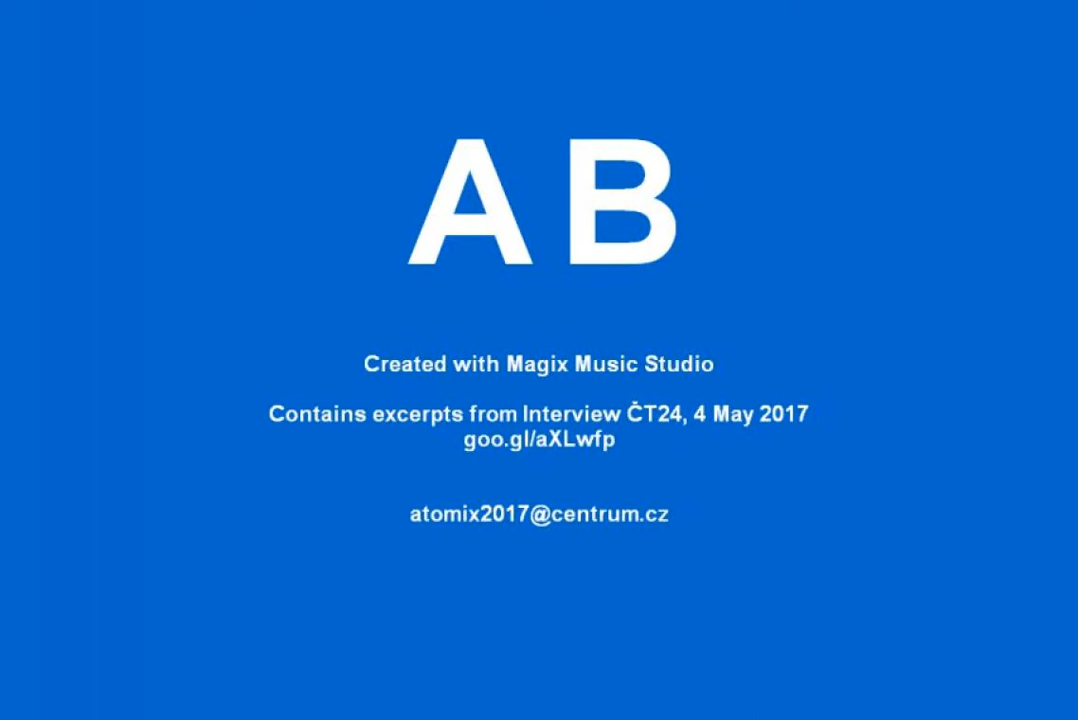 A B
Created with Magix Music Studio
Contains excerpts from Interview ČT24, 4 May 2017
goo.gl/aXLwfp
atomix2017@centrum.cz